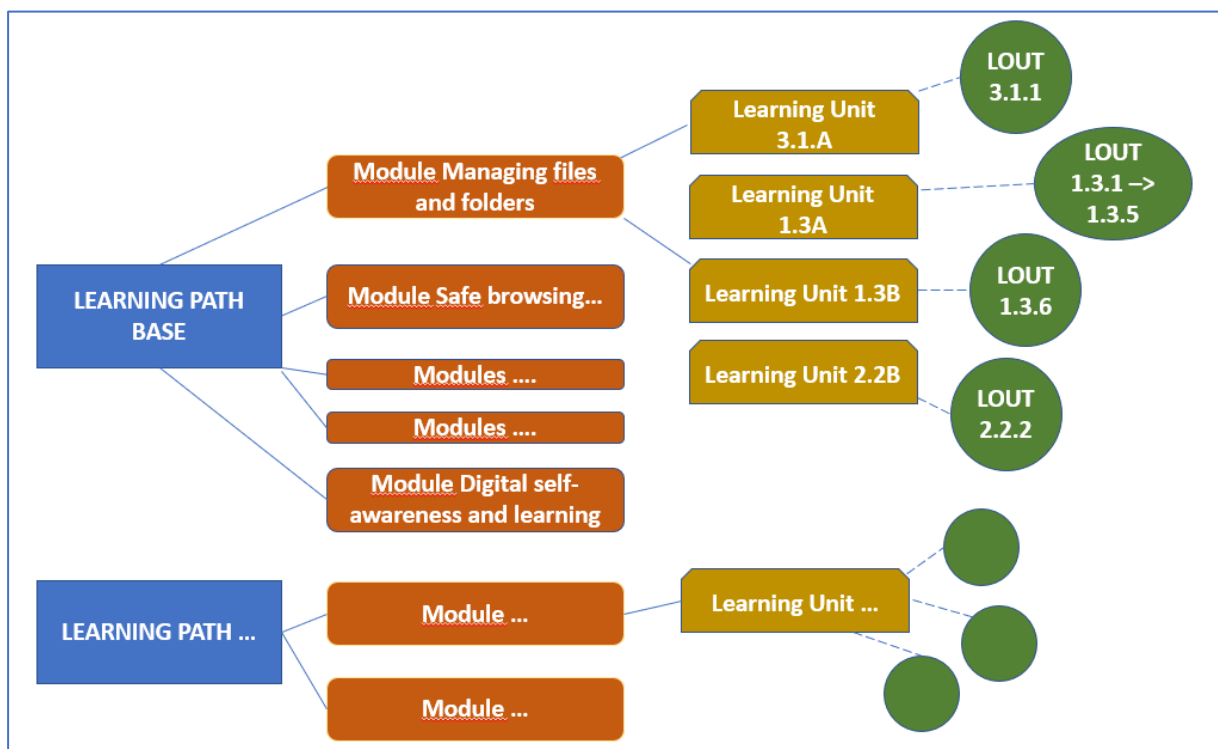 LEARNING PATH
BASE
Module Managing files
and folders
Module Safe browsing...
Modules ....
Modules ....
Module Digital self-
awareness and learning
Learning Unit
3.1.A
Learning Unit
1.3A
Learning Unit 1.3B
Learning Unit 2.2B
LOUT
3.1.1
LOUT
1.3.1 –>
1.3.5
LOUT
1.3.6
LOUT
2.2.2
LEARNING PATH ...
Module ...
Module ...
Learning Unit ...